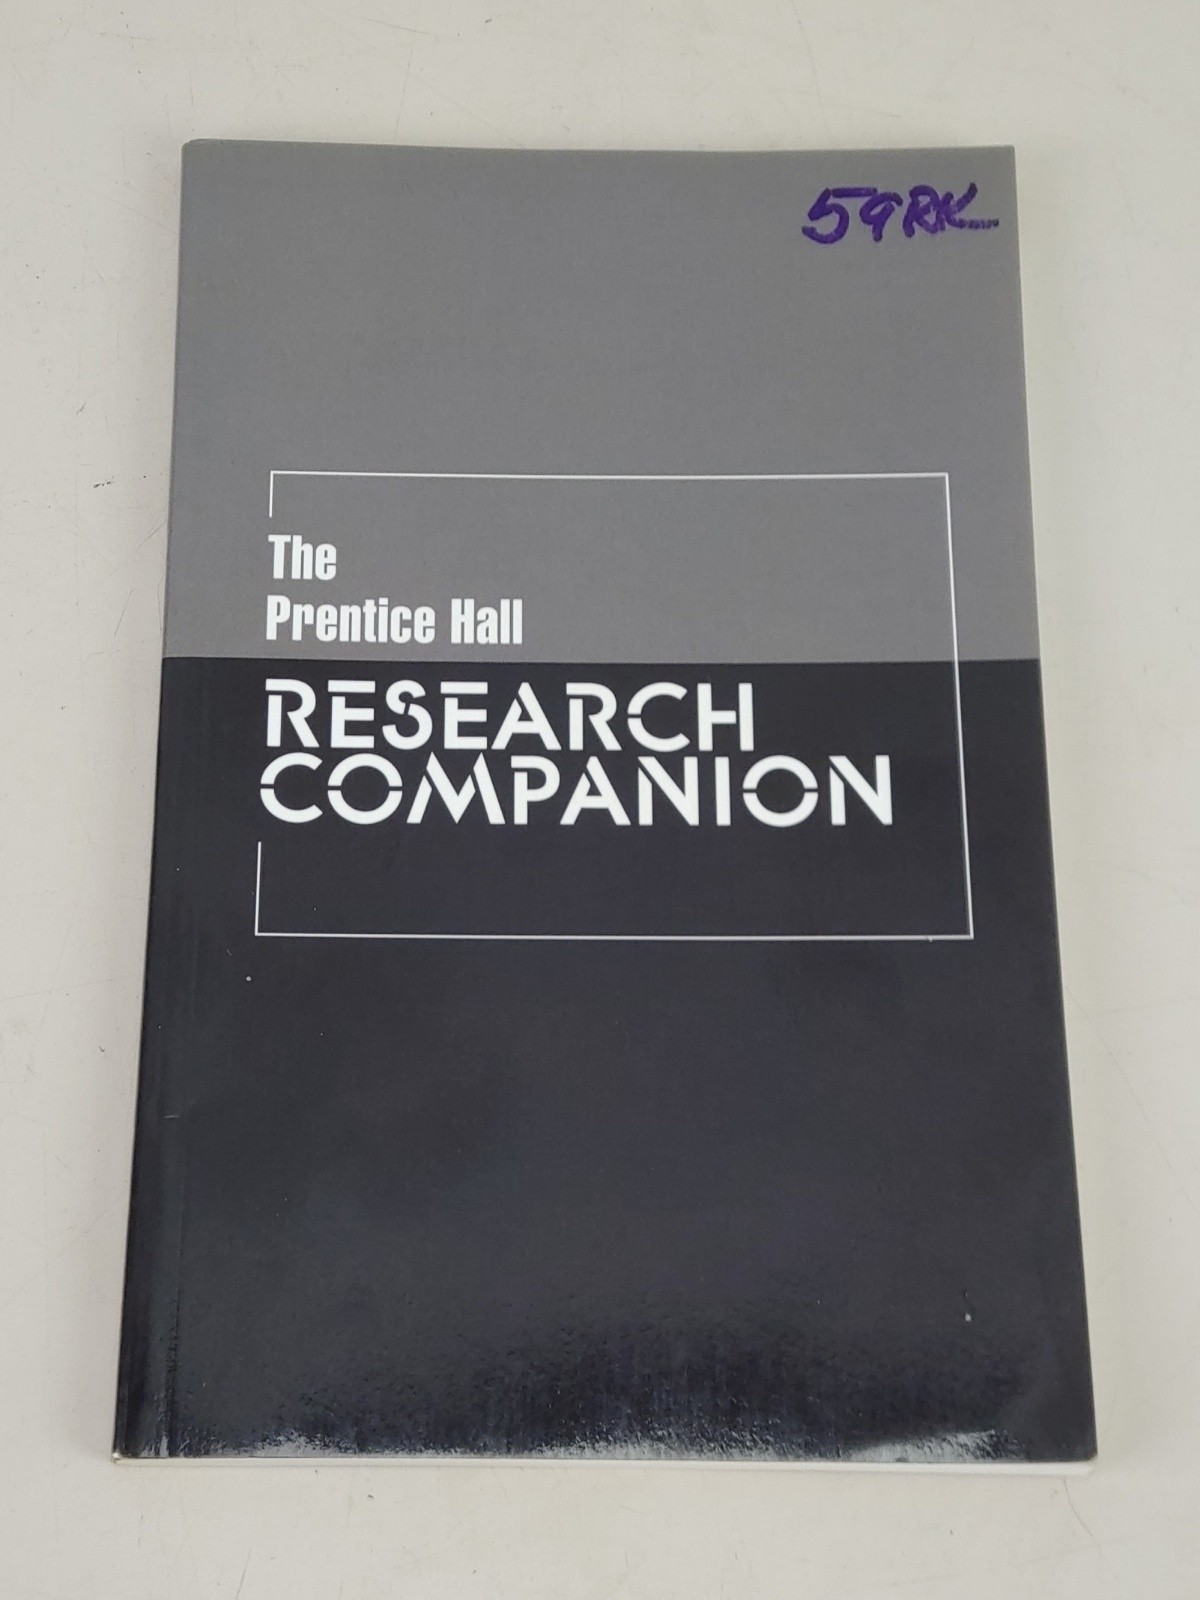 59RK
The
Prentice Hall
RESEARCH
COMPANION